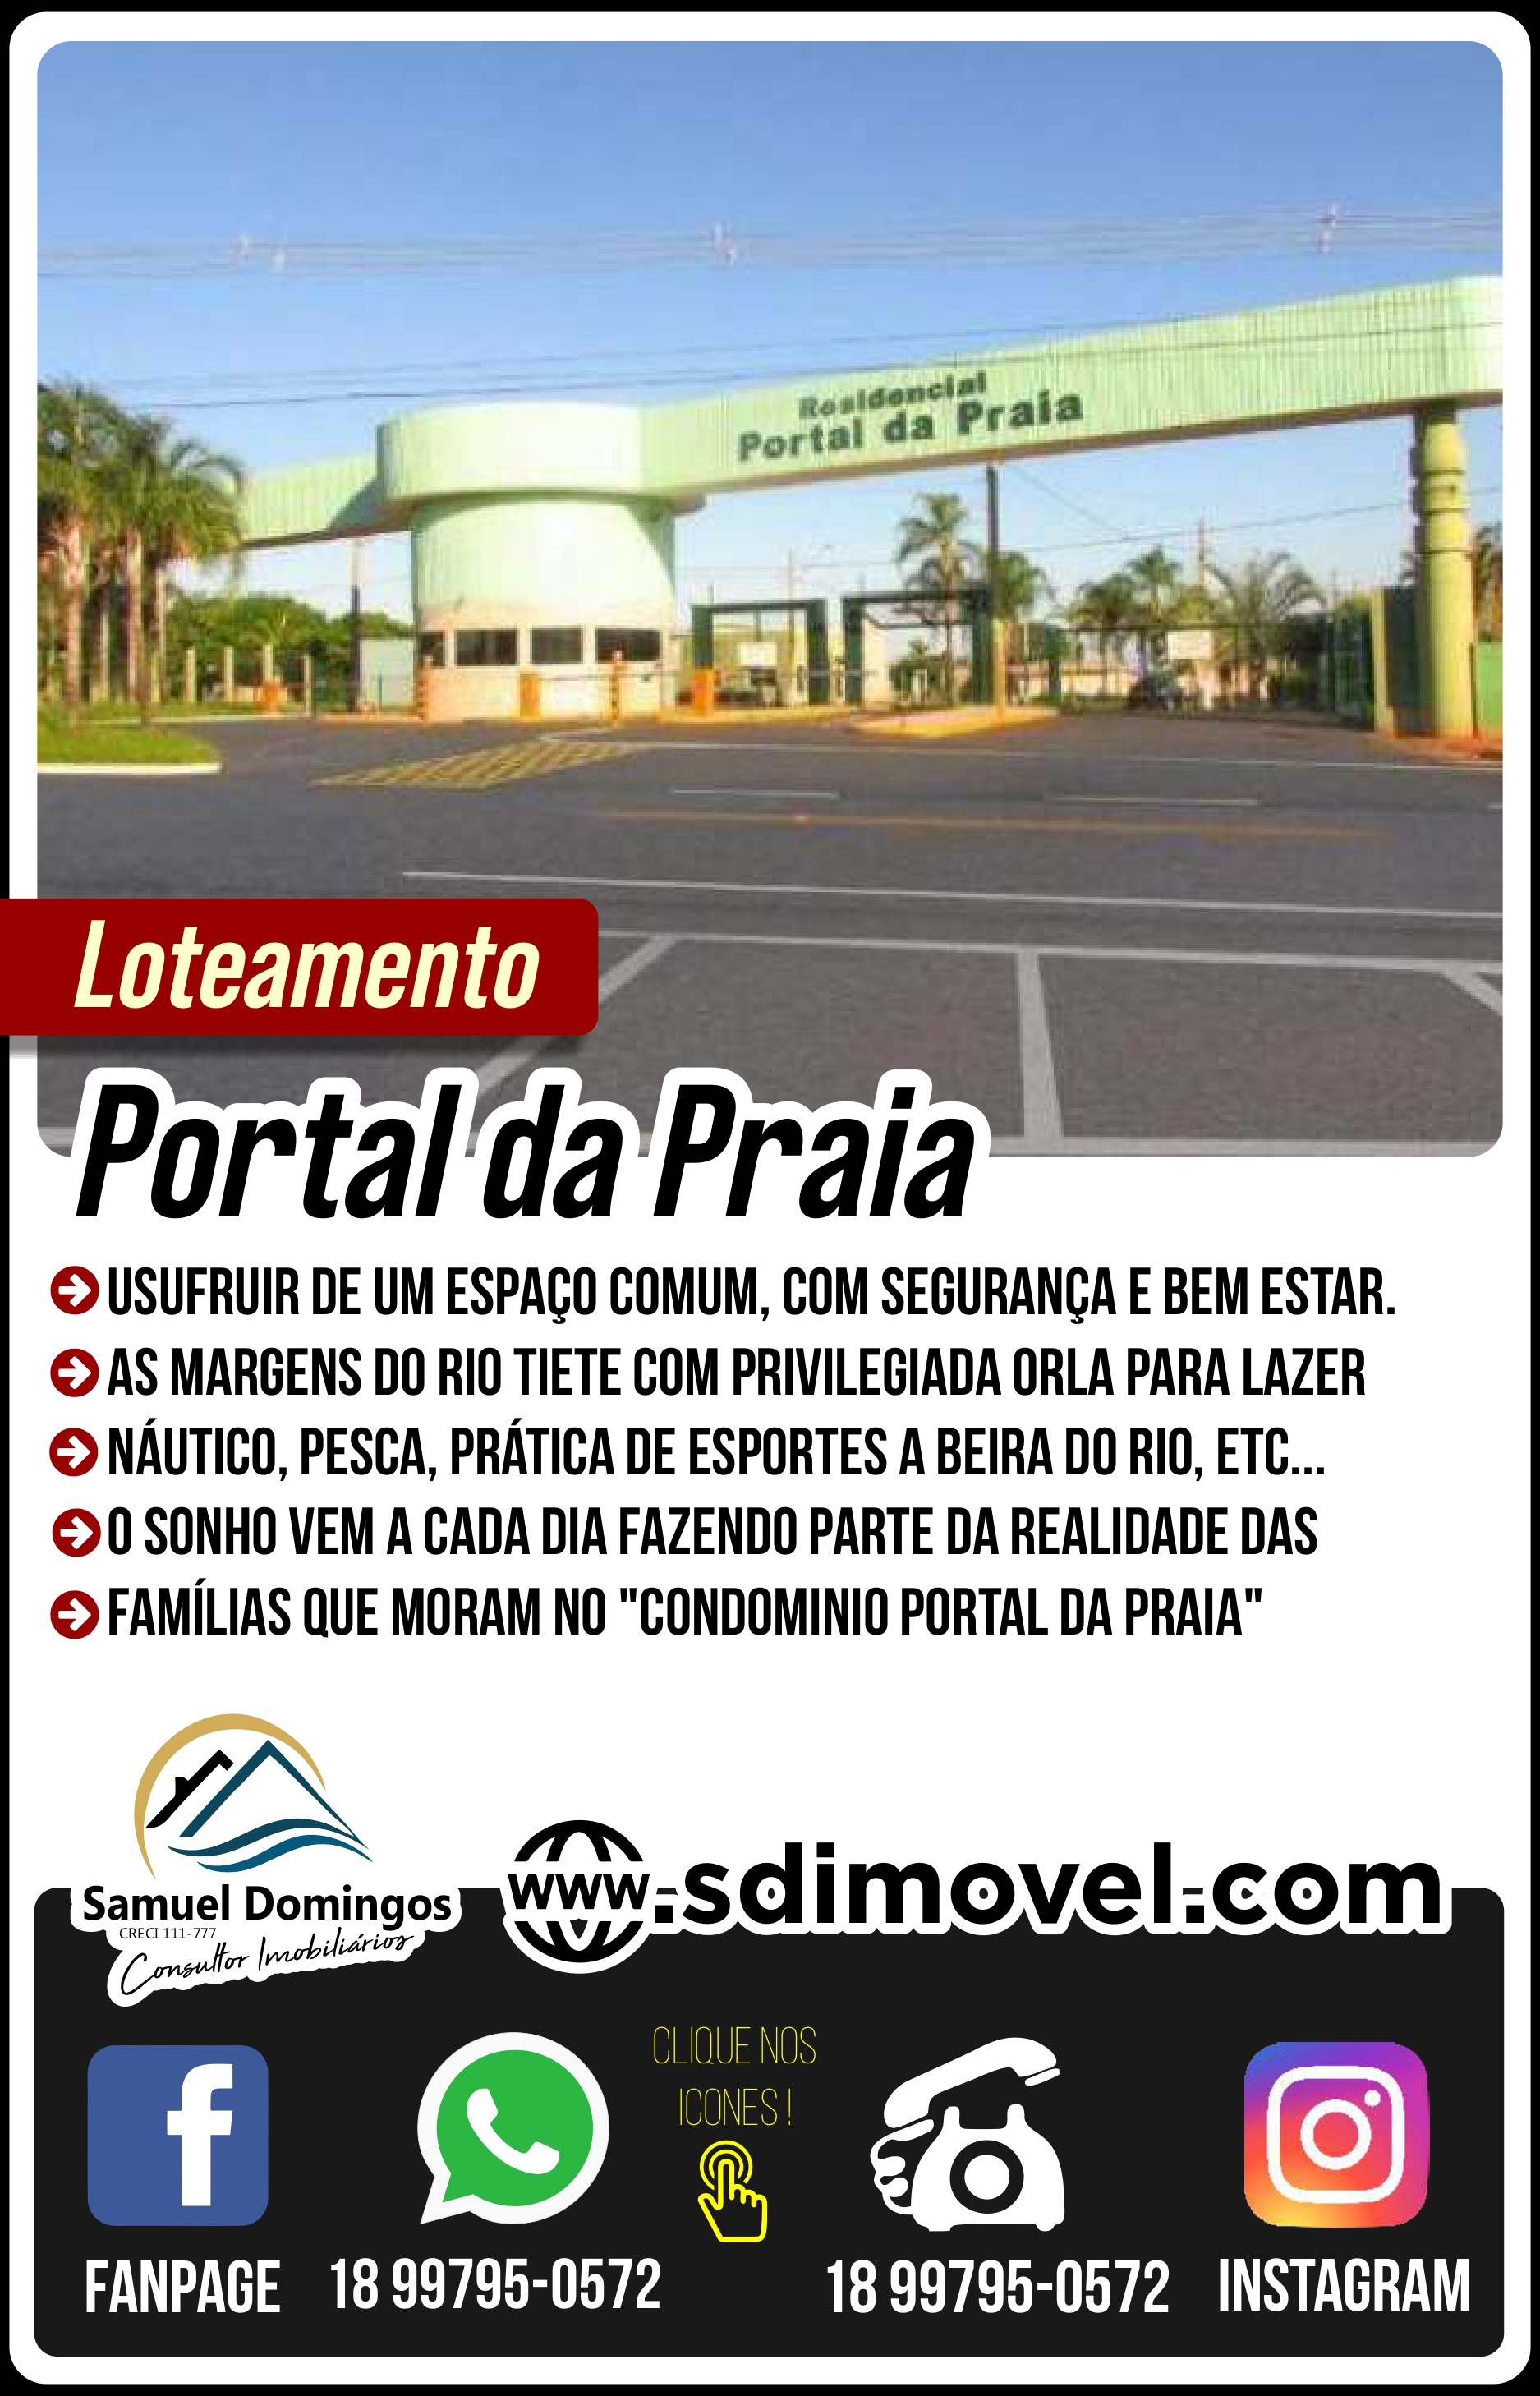 Residencial
Portal da Praia
Loteamento
Portal da Praia
USUFRUIR DE UM ESPAÇO COMUM, COM SEGURANÇA E BEM ESTAR.
AS MARGENS DO RIO TIETE COM PRIVILEGIADA ORLA PARA LAZER
NÁUTICO, PESCA, PRÁTICA DE ESPORTES A BEIRA DO RIO, ETC...
O SONHO VEM A CADA DIA FAZENDO PARTE DA REALIDADE DAS
FAMÍLIAS QUE MORAM NO "CONDOMINIO PORTAL DA PRAIA"
Samuel Domingos
CRECI 111-777
Consultor Imobiliários
www.sdimovel.com
CLIQUE NOS
ICONES !
FANPAGE
18 99795-0572
18 99795-0572
INSTAGRAM